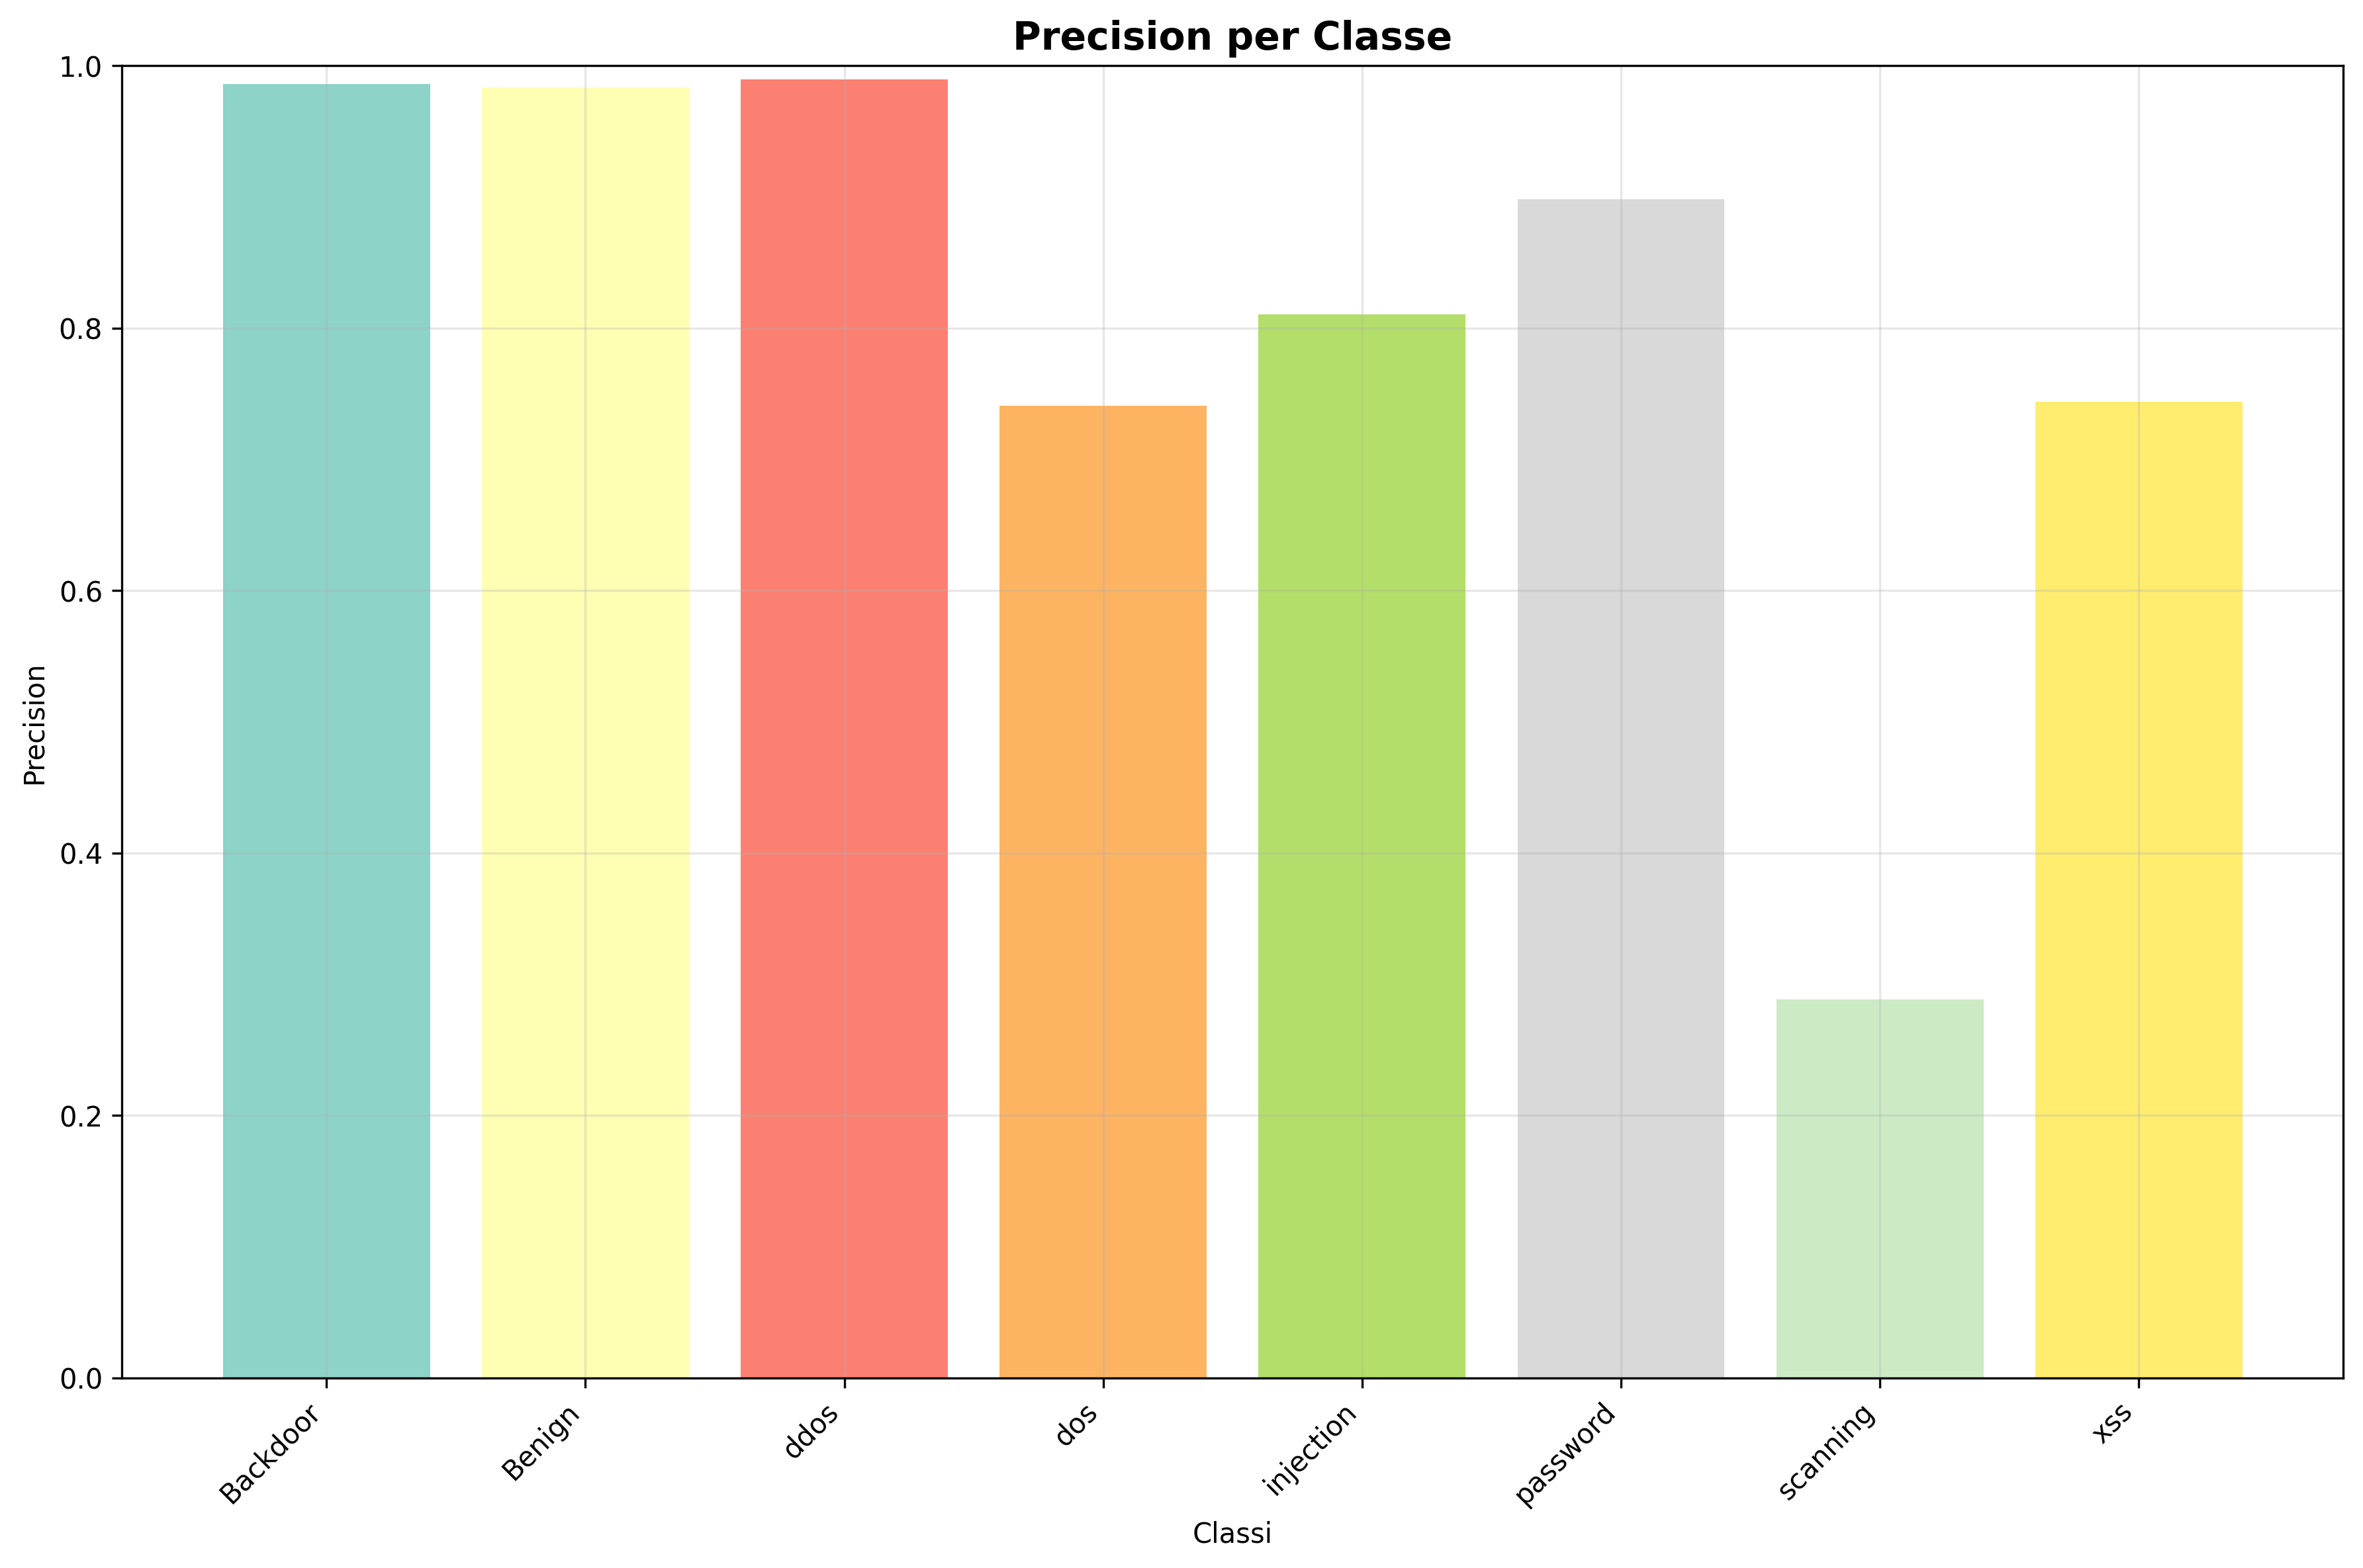 Precision per Classe
1.0
0.8
0.6
0.4
0.2
0.0
Precision
Backdoor
Benign
ddos
dos
injection
password
scanning
xss
Classi